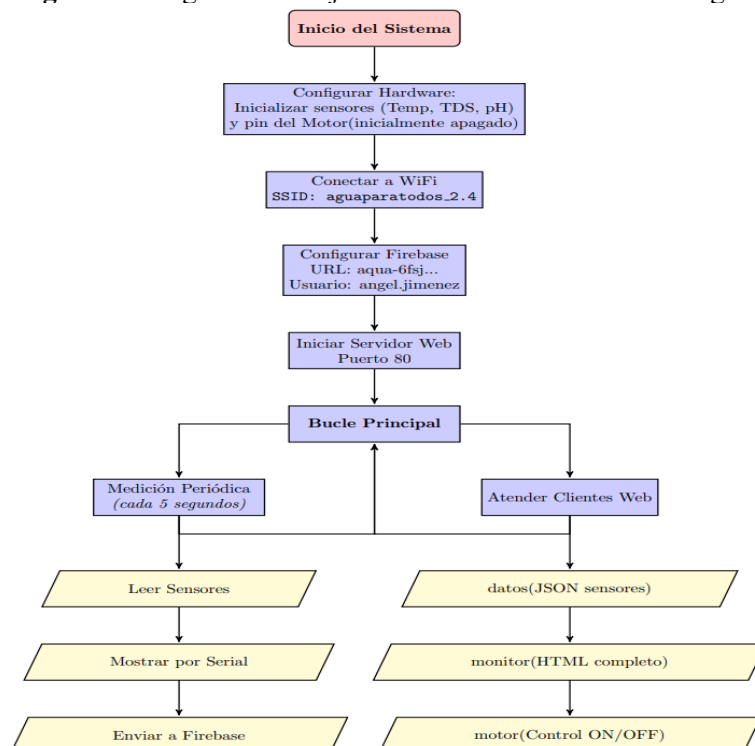 Inicio del Sistema
Configurar Hardware:
Inicializar sensores (Temp, TDS, pH)
y pin del Motor(inicialmente apagado)
Conectar a WiFi
SSID: aguaparatodos_2.4
Configurar Firebase
URL: aqua-6fsj...
Usuario: angel.jimenez
Iniciar Servidor Web
Puerto 80
Bucle Principal
Medición Periódica
(cada 5 segundos)
Atender Clientes Web
Leer Sensores
datos(JSON sensores)
Mostrar por Serial
monitor(HTML completo)
Enviar a Firebase
motor(Control ON/OFF)